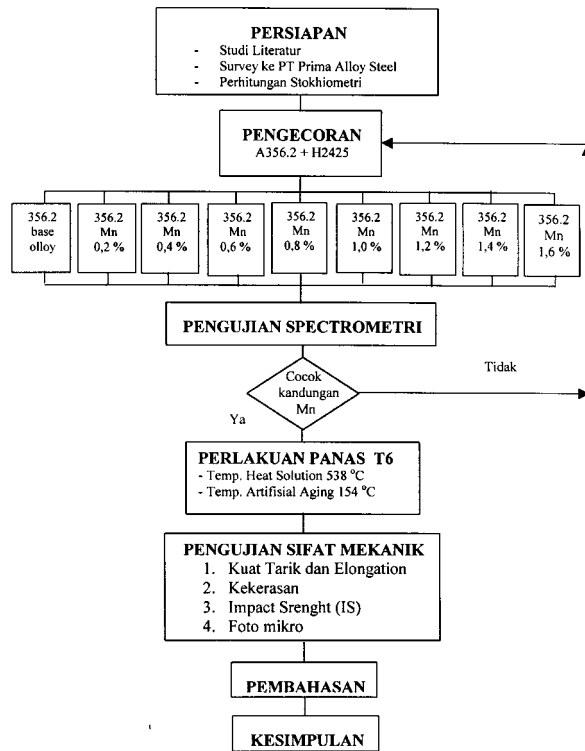 PERSIAPAN
- Studi Literatur
- Survey ke PT Prima Alloy Steel
- Perhitungan Stokhiometri
PENGECORAN
A356.2 + H2425
356.2
base
olloy
356.2
Mn
0,2 %
356.2
Mn
0,4 %
356.2
Mn
0,6 %
356.2
Mn
0,8 %
356.2
Mn
1,0 %
356.2
Mn
1,2 %
356.2
Mn
1,4 %
356.2
Mn
1,6 %
PENGUJIAN SPECTROMETRI
Cocok
kandungan
Mn
Tidak
Ya
PERLAKUAN PANAS T6
- Temp. Heat Solution 538 °C
- Temp. Artifisial Aging 154 °C
PENGUJIAN SIFAT MEKANIK
1. Kuat Tarik dan Elongation
2. Kekerasan
3. Impact Srenght (IS)
4. Foto mikro
PEMBAHASAN
KESIMPULAN